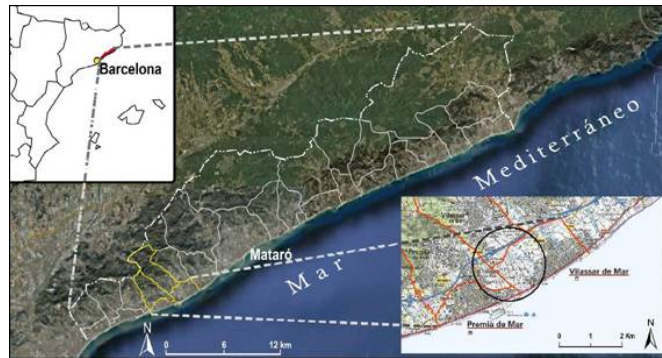 Barcelona
Mar Mediterráneo
Mataró
Vilassar de Mar
Premià de Mar
N
0 6 12 km
N
0 1 2 Km